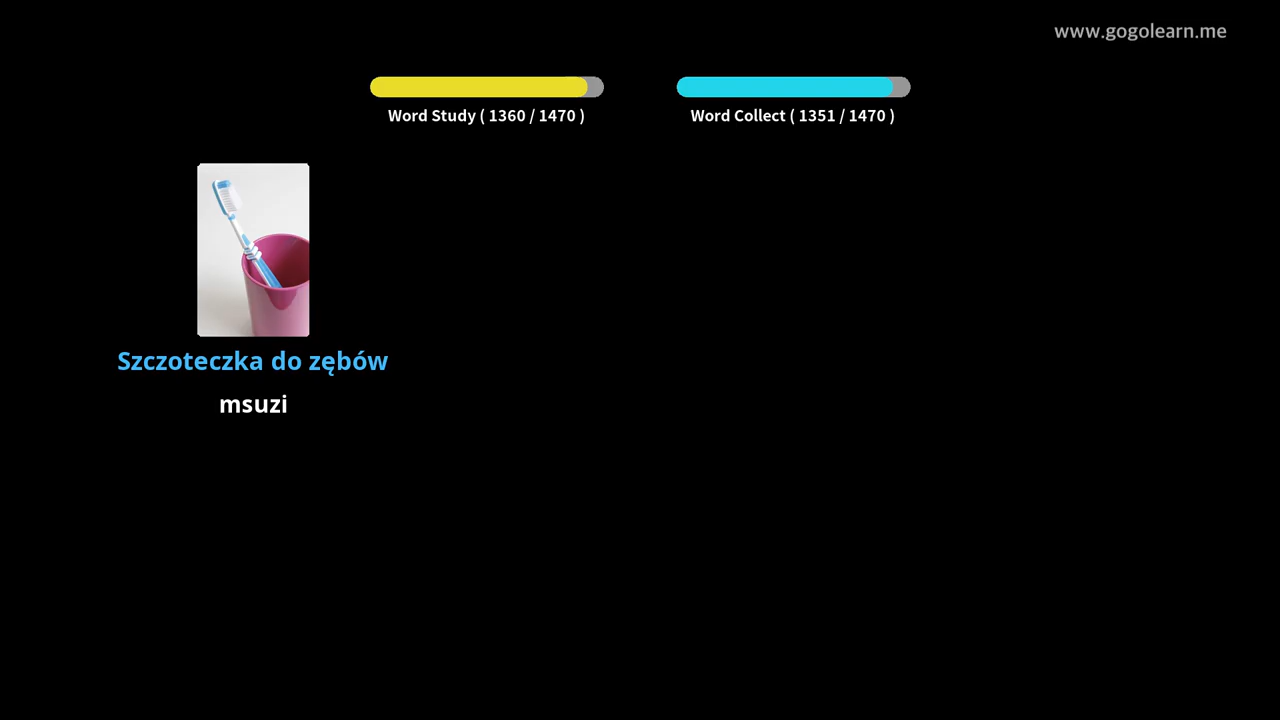 www.gogolearn.me
Word Study ( 1360 / 1470 )
Word Collect ( 1351 / 1470 )
Szczoteczka do zębów
msuzi